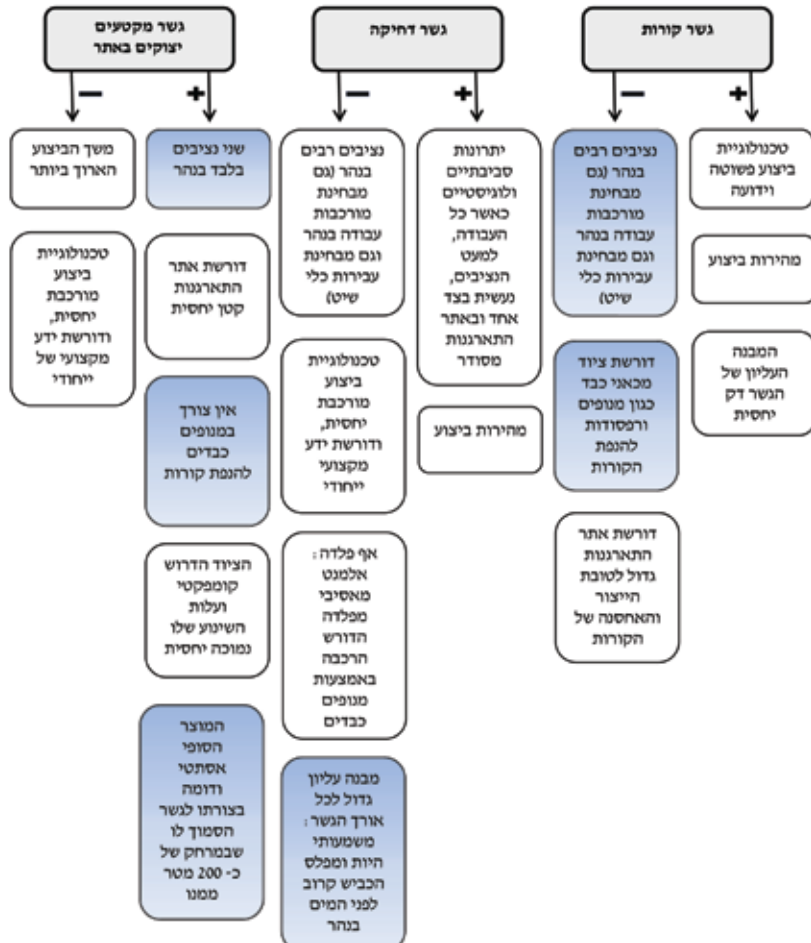 גשר קורות
+
טכנולוגיית
ביצוע פשוטה
וידועה
מהירות ביצוע
המבנה
העליון של
הגשר דק
יחסית
−
נציבים רבים
בנהר (גם
מבחינת
מורכבות
עבודה בנהר
וגם מבחינת
עבירות כלי
שיט)
דורשת ציוד
מכאני כבד
כגון מנופים
ורפסודות
להנפת
הקורות
דורשת אתר
התארגנות
גדול לטובת
הייצור
והאחסנה של
הקורות
גשר דחיקה
+
יתרונות
סביבתיים
ולוגיסטיים
כאשר כל
העבודה,
למעט
הנציבים,
נעשית בצד
אחד ובאתר
התארגנות
מסודר
מהירות ביצוע
−
נציבים רבים
בנהר (גם
מבחינת
מורכבות
עבודה בנהר
וגם מבחינת
עבירות כלי
שיט)
טכנולוגיית
ביצוע
מורכבת
יחסית,
ודורשת ידע
מקצועי
ייחודי
אף פלדה:
אלמנט
מאסיבי
מפלדה
הדורש
הרכבה
באמצעות
מנופים
כבדים
מבנה עליון
גדול לכל
אורך הגשר:
משמעותי
היות ומפלס
הכביש קרוב
לפני המים
בנהר
גשר מקטעים
יצוקים באתר
+
שני נציבים
בלבד בנהר
דורשת אתר
התארגנות
קטן יחסית
אין צורך
במנופים
כבדים
להנפת קורות
הציוד הדרוש
קומפקטי
ועלות
השינוע שלו
נמוכה יחסית
המוצר
הסופי
אסתטי
ודומה
בצורתו לגשר
הסמוך לו
שבמרחק של
כ- 200 מטר
ממנו
−
משך הביצוע
הארוך ביותר
טכנולוגיית
ביצוע
מורכבת
יחסית,
ודורשת ידע
מקצועי של
ייחודי